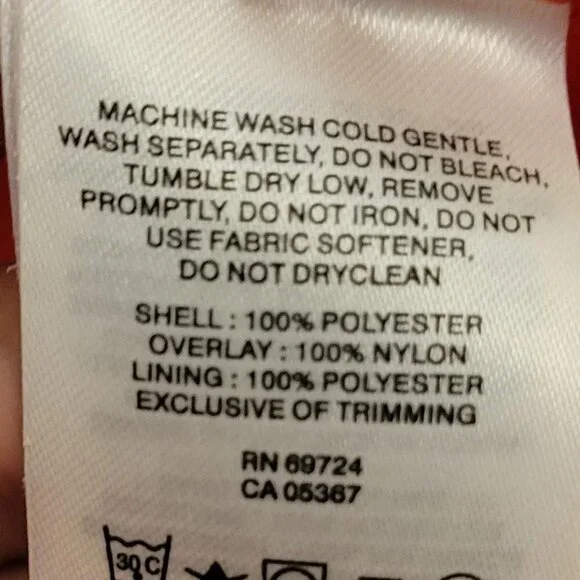 MACHINE WASH COLD GENTLE,
WASH SEPARATELY, DO NOT BLEACH,
TUMBLE DRY LOW, REMOVE
PROMPTLY, DO NOT IRON, DO NOT
USE FABRIC SOFTENER,
DO NOT DRYCLEAN
SHELL : 100% POLYESTER
OVERLAY : 100% NYLON
LINING : 100% POLYESTER
EXCLUSIVE OF TRIMMING
RN 69724
CA 05367
30 C